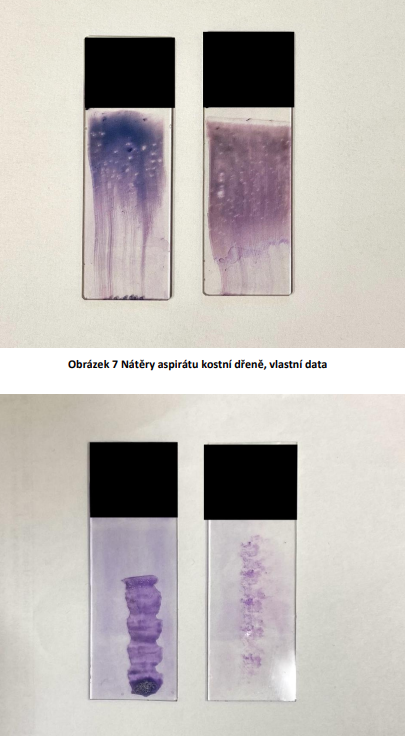 Obrázek 7 Nátěry aspirátu kostní dřeně, vlastní data